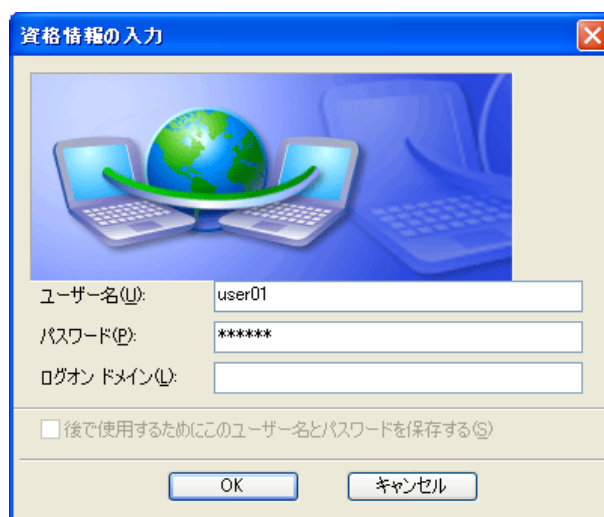 資格情報の入力
ユーザー名(U): user01
パスワード(P): ******
ログオン ドメイン(L):
後で使用するためにこのユーザー名とパスワードを保存する(S)
OK キャンセル